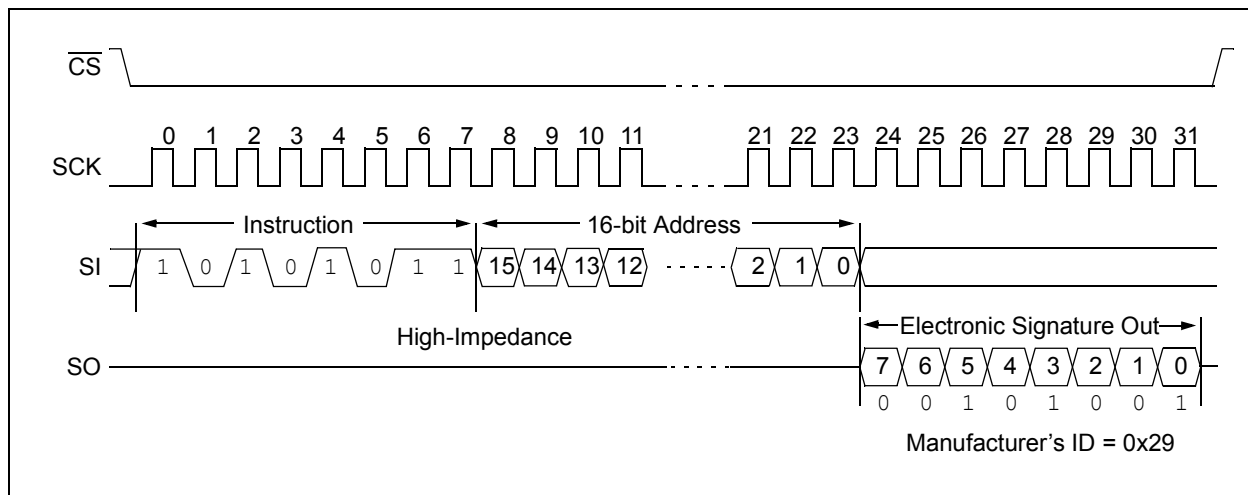 CS
0 1 2 3 4 5 6 7 8 9 10 11 21 22 23 24 25 26 27 28 29 30 31
SCK
Instruction 16-bit Address
SI 1 0 1 0 1 0 1 1 15 14 13 12 2 1 0
High-Impedance Electronic Signature Out
SO 7 6 5 4 3 2 1 0
0 0 1 0 1 0 0 1
Manufacturer's ID = 0x29